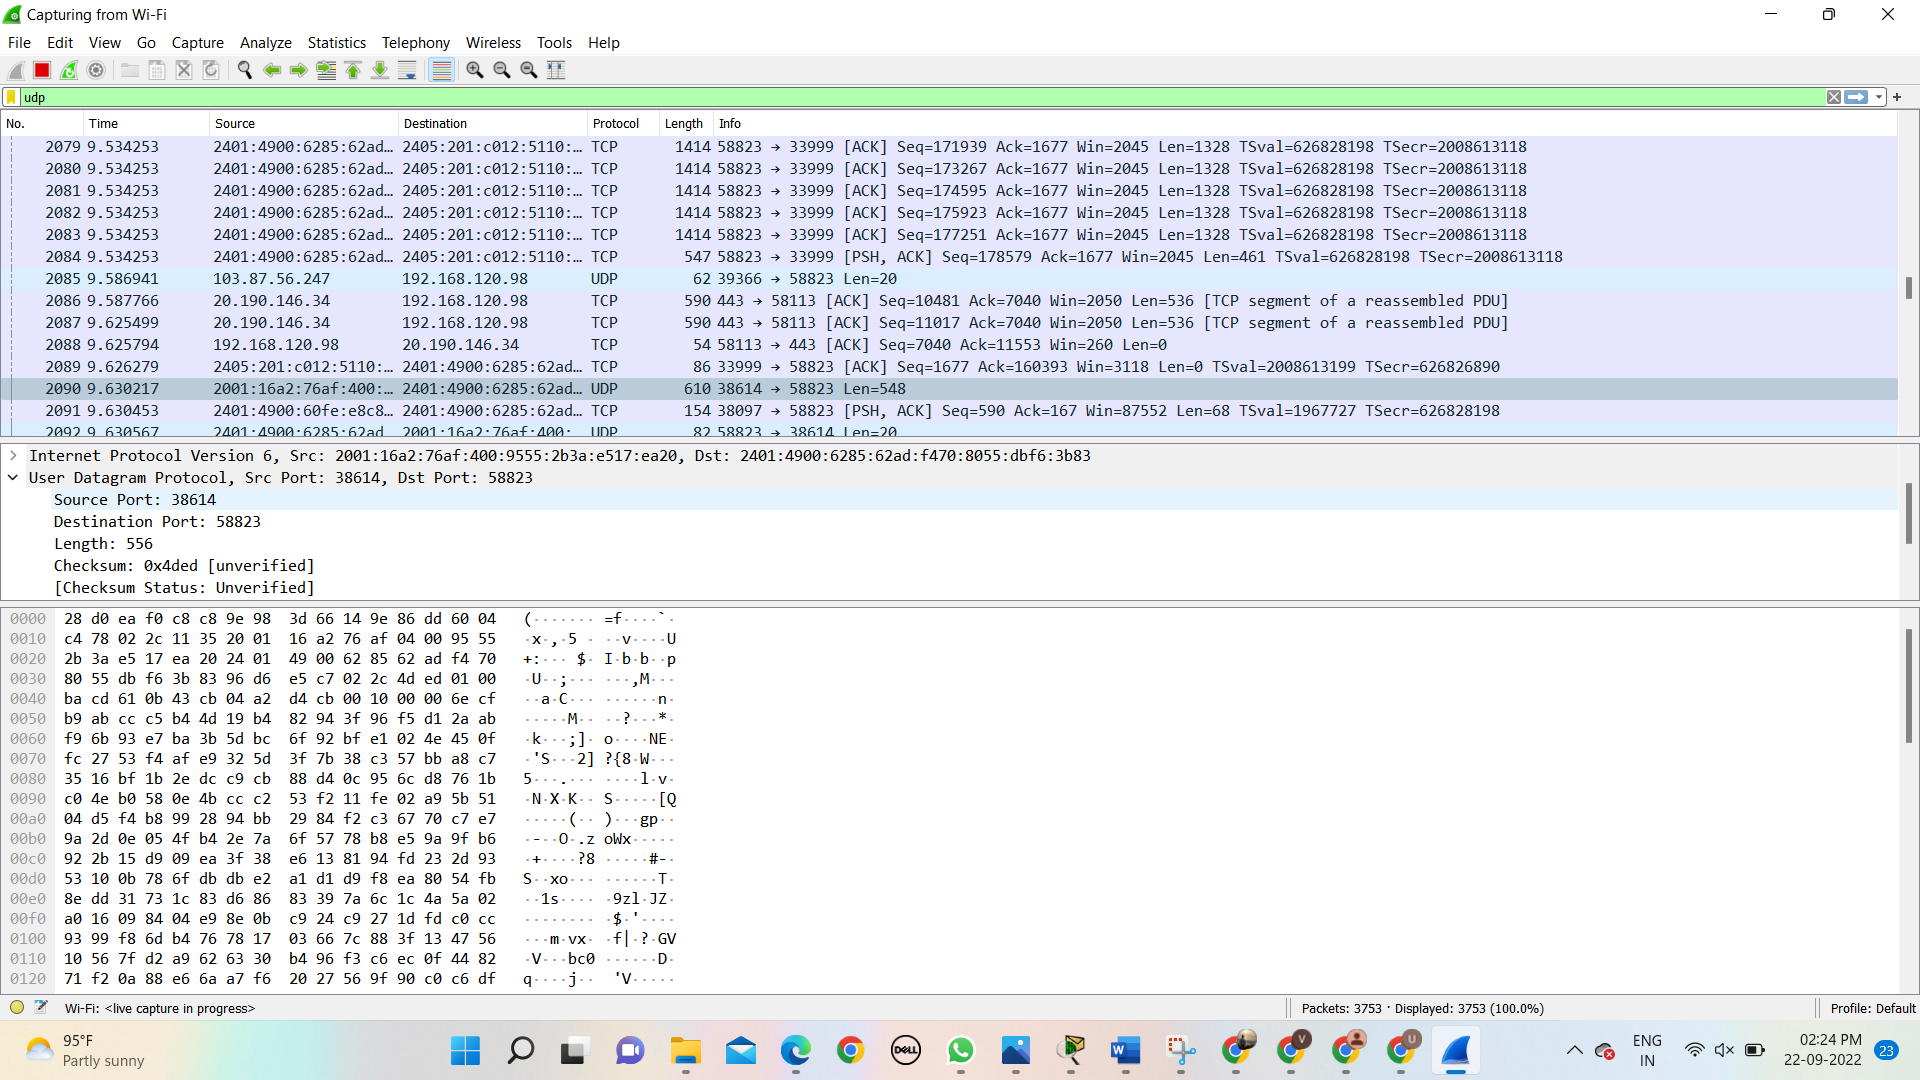 Capturing from Wi-Fi
File Edit View Go Capture Analyze Statistics Telephony Wireless Tools Help
udp
No. Time Source Destination Protocol Length Info
2079 9.534253 2401:4900:6285:62ad… 2405:201:c012:5110:… TCP 1414 58823 → 33999 [ACK] Seq=171939 Ack=1677 Win=2045 Len=1328 TSval=626828198 TSecr=2008613118
2080 9.534253 2401:4900:6285:62ad… 2405:201:c012:5110:… TCP 1414 58823 → 33999 [ACK] Seq=173267 Ack=1677 Win=2045 Len=1328 TSval=626828198 TSecr=2008613118
2081 9.534253 2401:4900:6285:62ad… 2405:201:c012:5110:… TCP 1414 58823 → 33999 [ACK] Seq=174595 Ack=1677 Win=2045 Len=1328 TSval=626828198 TSecr=2008613118
2082 9.534253 2401:4900:6285:62ad… 2405:201:c012:5110:… TCP 1414 58823 → 33999 [ACK] Seq=175923 Ack=1677 Win=2045 Len=1328 TSval=626828198 TSecr=2008613118
2083 9.534253 2401:4900:6285:62ad… 2405:201:c012:5110:… TCP 1414 58823 → 33999 [ACK] Seq=177251 Ack=1677 Win=2045 Len=1328 TSval=626828198 TSecr=2008613118
2084 9.534253 2401:4900:6285:62ad… 2405:201:c012:5110:… TCP 547 58823 → 33999 [PSH, ACK] Seq=178579 Ack=1677 Win=2045 Len=461 TSval=626828198 TSecr=2008613118
2085 9.586941 103.87.56.247 192.168.120.98 UDP 62 39366 → 58823 Len=20
2086 9.587766 20.190.146.34 192.168.120.98 TCP 590 443 → 58113 [ACK] Seq=10481 Ack=7040 Win=2050 Len=536 [TCP segment of a reassembled PDU]
2087 9.625499 20.190.146.34 192.168.120.98 TCP 590 443 → 58113 [ACK] Seq=11017 Ack=7040 Win=2050 Len=536 [TCP segment of a reassembled PDU]
2088 9.625794 192.168.120.98 20.190.146.34 TCP 54 58113 → 443 [ACK] Seq=7040 Ack=11553 Win=260 Len=0
2089 9.626279 2405:201:c012:5110:… 2401:4900:6285:62ad… TCP 86 33999 → 58823 [ACK] Seq=1677 Ack=160393 Win=3118 Len=0 TSval=2008613199 TSecr=626826890
2090 9.630217 2001:16a2:76af:400:… 2401:4900:6285:62ad… UDP 610 38614 → 58823 Len=548
2091 9.630453 2401:4900:60fe:e8c8… 2401:4900:6285:62ad… TCP 154 38097 → 58823 [PSH, ACK] Seq=590 Ack=167 Win=87552 Len=68 TSval=1967727 TSecr=626828198
2092 9.630567 2401:4900:6285:62ad 2001:16a2:76af:400: UDP 82 58823 → 38614 Len=20
Internet Protocol Version 6, Src: 2001:16a2:76af:400:9555:2b3a:e517:ea20, Dst: 2401:4900:6285:62ad:f470:8055:dbf6:3b83
User Datagram Protocol, Src Port: 38614, Dst Port: 58823
Source Port: 38614
Destination Port: 58823
Length: 556
Checksum: 0x4ded [unverified]
[Checksum Status: Unverified]
0000 28 d0 ea f0 c8 c8 9e 98 3d 66 14 9e 86 dd 60 04 (······· =f····`·
0010 c4 78 02 2c 11 35 20 01 16 a2 76 af 04 00 95 55 ·x·,·5 · ··v····U
0020 2b 3a e5 17 ea 20 24 01 49 00 62 85 62 ad f4 70 +:··· $· I·b·b··p
0030 80 55 db f6 3b 83 96 d6 e5 c7 02 2c 4d ed 01 00 ·U··;··· ···,M···
0040 ba cd 61 0b 43 cb 04 a2 d4 cb 00 10 00 00 6e cf ··a·C··· ······n·
0050 b9 ab cc c5 b4 4d 19 b4 82 94 3f 96 f5 d1 2a ab ·····M·· ··?···*·
0060 f9 6b 93 e7 ba 3b 5d bc 6f 92 bf e1 02 4e 45 0f ·k···;]· o····NE·
0070 fc 27 53 f4 af e9 32 5d 3f 7b 38 c3 57 bb a8 c7 ·'S···2] ?{8·W···
0080 35 16 bf 1b 2e dc c9 cb 88 d4 0c 95 6c d8 76 1b 5···.··· ····l·v·
0090 c0 4e b0 58 0e 4b cc c2 53 f2 11 fe 02 a9 5b 51 ·N·X·K·· S·····[Q
00a0 04 d5 f4 b8 99 28 94 bb 29 84 f2 c3 67 70 c7 e7 ·····(·· )···gp··
00b0 9a 2d 0e 05 4f b4 2e 7a 6f 57 78 b8 e5 9a 9f b6 ·-··O·.z oWx·····
00c0 92 2b 15 d9 09 ea 3f 38 e6 13 81 94 fd 23 2d 93 ·+····?8 ·····#-·
00d0 53 10 0b 78 6f db db e2 a1 d1 d9 f8 ea 80 54 fb S··xo··· ······T·
00e0 8e dd 31 73 1c 83 d6 86 83 39 7a 6c 1c 4a 5a 02 ··1s···· ·9zl·JZ·
00f0 a0 16 09 84 04 e9 8e 0b c9 24 c9 27 1d fd c0 cc ········ ·$·'····
0100 93 99 f8 6d b4 76 78 17 03 66 7c 88 3f 13 47 56 ···m·vx· ·f|·?·GV
0110 10 56 7f d2 a9 62 63 30 b4 96 f3 c6 ec 0f 44 82 ·V···bc0 ······D·
0120 71 f2 0a 88 e6 6a a7 f6 20 27 56 9f 90 c0 c6 df q····j·· 'V·····
Wi-Fi: <live capture in progress> Packets: 3753 · Displayed: 3753 (100.0%) Profile: Default
95°F
Partly sunny
DELL
V
U
ENG
IN
02:24 PM
22-09-2022
23